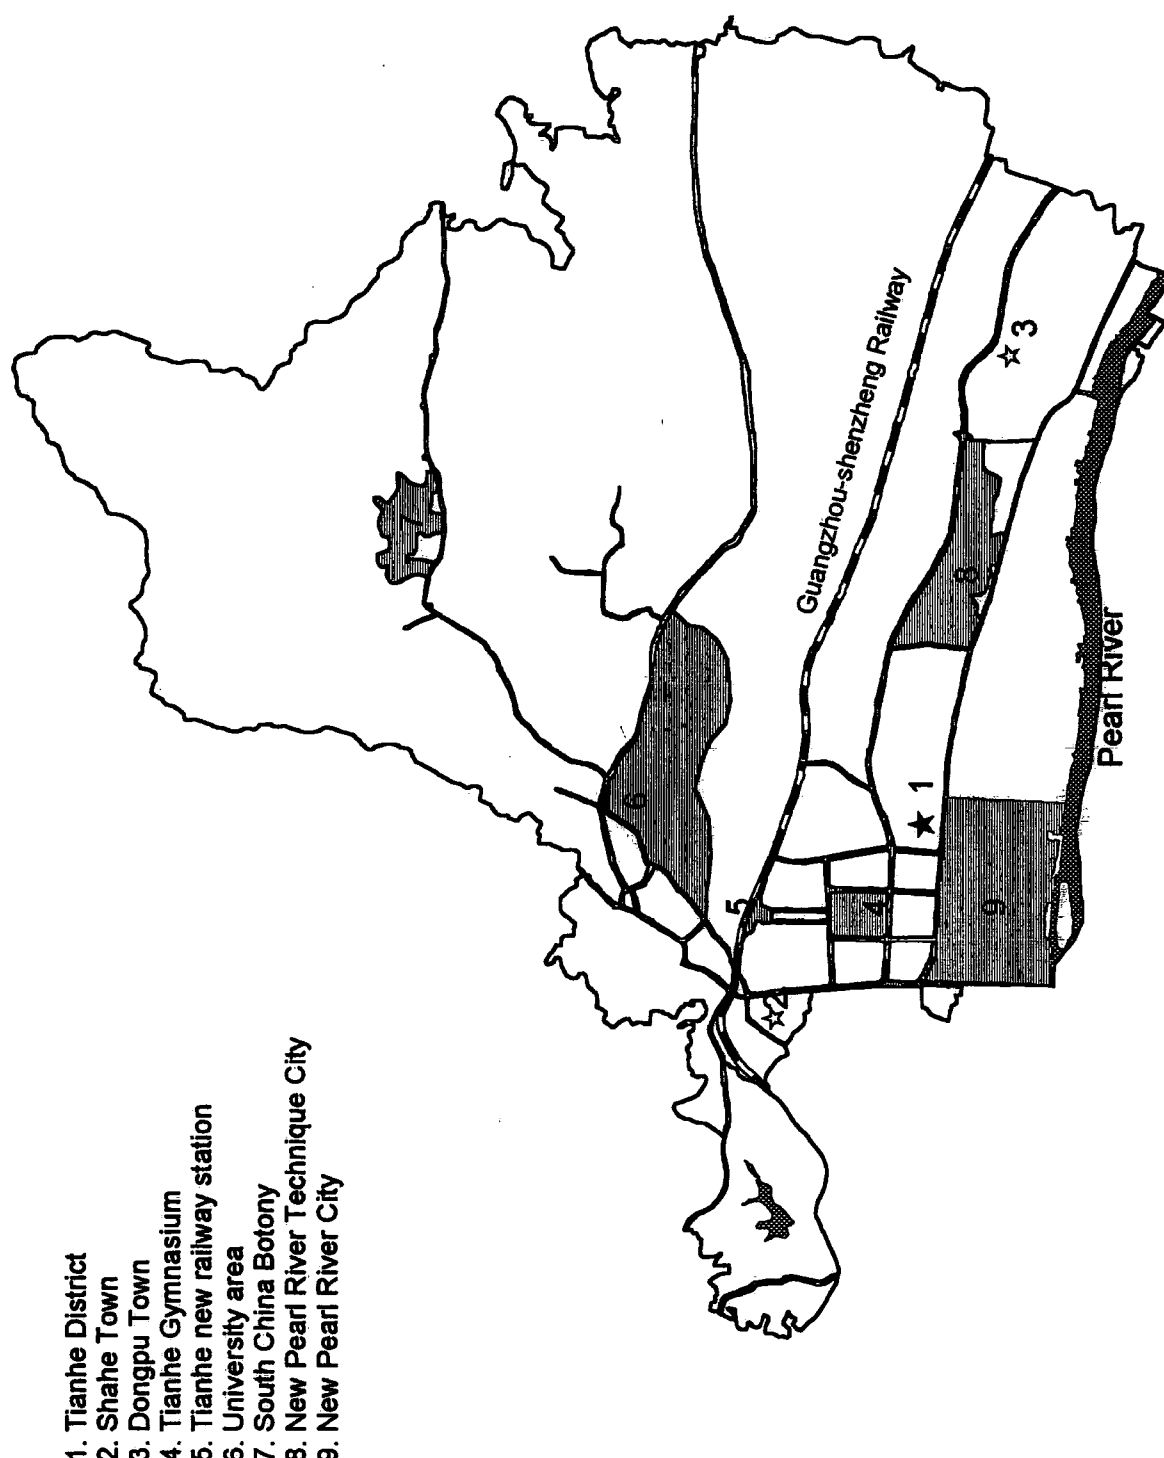 1. Tianhe District
2. Shahe Town
3. Dongpu Town
4. Tianhe Gymnasium
5. Tianhe new railway station
6. University area
7. South China Botony
8. New Pearl River Technique City
9. New Pearl River City
7
6
5
2
4
9
1
8
3
Guangzhou-shenzheng Railway
Pearl River